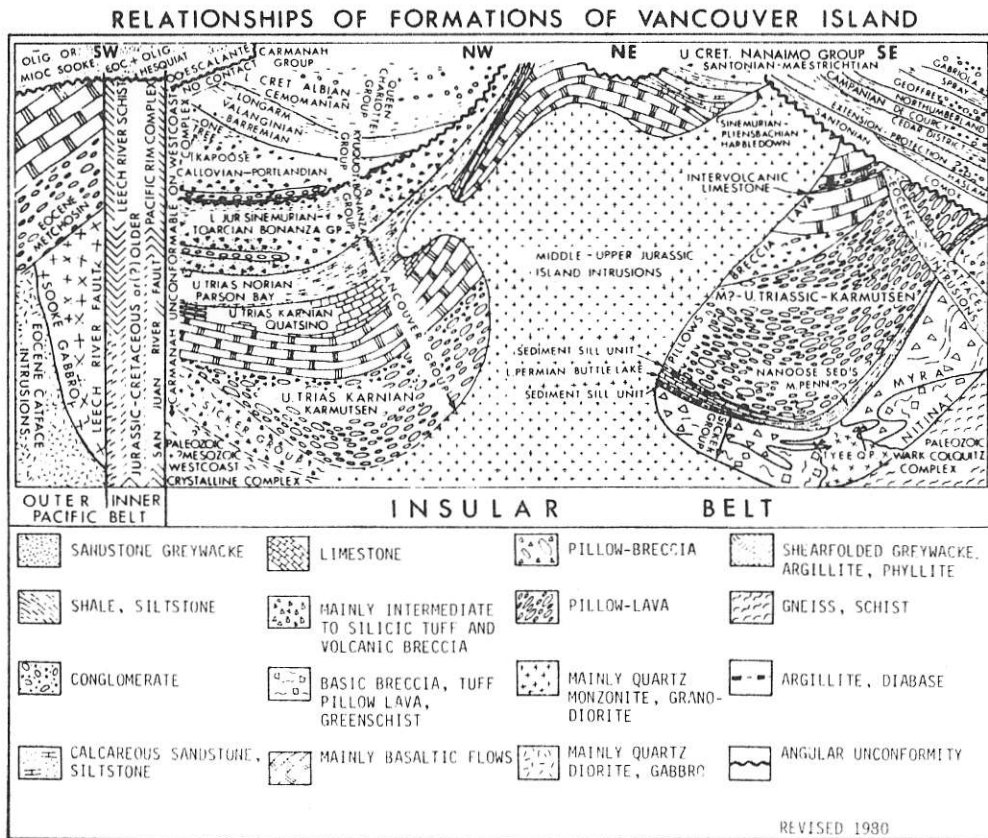 RELATIONSHIPS OF FORMATIONS OF VANCOUVER ISLAND
OLIG OR
MIOC SOOKE
SW
EOC + OLIG
HESQUIAT
ESCALANTE
NO CONTACT
CARMANAH
GROUP
NW
NE
U CRET. NANAIMO GROUP
SANTONIAN-MAESTRICHTIAN
SE
GABRIOLA
SPRAY
GEOFFREY
NORTHUMBERLAND
DE COURCY
CEDAR DISTRICT
EXTENSION-PROTECTION
HASLAM
COMOX
CAMPANIAN
SANTONIAN
CRET ALBIAN
CEMOMANIAN
LONGARM
VALANGINIAN-
BARREMIAN
ONE
TREE
QUEEN
CHARLOTTE
GROUP
KAPOOSE
CALLOVIAN-PORTLANDIAN
KYUQUOT
GROUP
BONANZA
GROUP
L JUR SINEMURIAN-
TOARCIAN BONANZA GP
U TRIAS NORIAN
PARSON BAY
U TRIAS KARNIAN
QUATSINO
VANCOUVER GROUP
U. TRIAS KARNIAN
KARMUTSEN
SICKER GROUP
PALEOZOIC
?MESOZOIC
WESTCOAST
CRYSTALLINE COMPLEX
EOCENE
METCHOSIN
SOOKE GABBRO
EOCENE CATFACE
INTRUSIONS
LEECH RIVER FAULT
LEECH RIVER SCHIST
PACIFIC RIM COMPLEX
JURASSIC-CRETACEOUS or(?) OLDER
SAN JUAN RIVER FAULT
CARMANAH UNCONFORMABLE ON WESTCOAST
COMPLEX
SINEMURIAN-
PLIENSBACHIAN
HARBLEDOWN
INTERVOLCANIC
LIMESTONE
MIDDLE-UPPER JURASSIC
ISLAND INTRUSIONS
PILLOWS BRECCIA LAVA
EOCENE CATFACE
INTRUSIONS
M?-U.TRIASSIC-KARMUTSEN
SEDIMENT SILL UNIT
L.PERMIAN BUTTLE LAKE
SEDIMENT SILL UNIT
NANOOSE SED'S
M.PENN
SICKER
GROUP
MYRA
NITINAT
TYEE Q P
PALEOZOIC
WARK COLQUITZ
COMPLEX
OUTER
INNER
PACIFIC BELT
INSULAR BELT
SANDSTONE GREYWACKE
LIMESTONE
PILLOW-BRECCIA
SHEARFOLDED GREYWACKE,
ARGILLITE, PHYLLITE
SHALE, SILTSTONE
MAINLY INTERMEDIATE
TO SILICIC TUFF AND
VOLCANIC BRECCIA
PILLOW-LAVA
GNEISS, SCHIST
CONGLOMERATE
BASIC BRECCIA, TUFF
PILLOW LAVA,
GREENSCHIST
MAINLY QUARTZ
MONZONITE, GRANO-
DIORITE
ARGILLITE, DIABASE
CALCAREOUS SANDSTONE,
SILTSTONE
MAINLY BASALTIC FLOWS
MAINLY QUARTZ
DIORITE, GABBRO
ANGULAR UNCONFORMITY
REVISED 1980